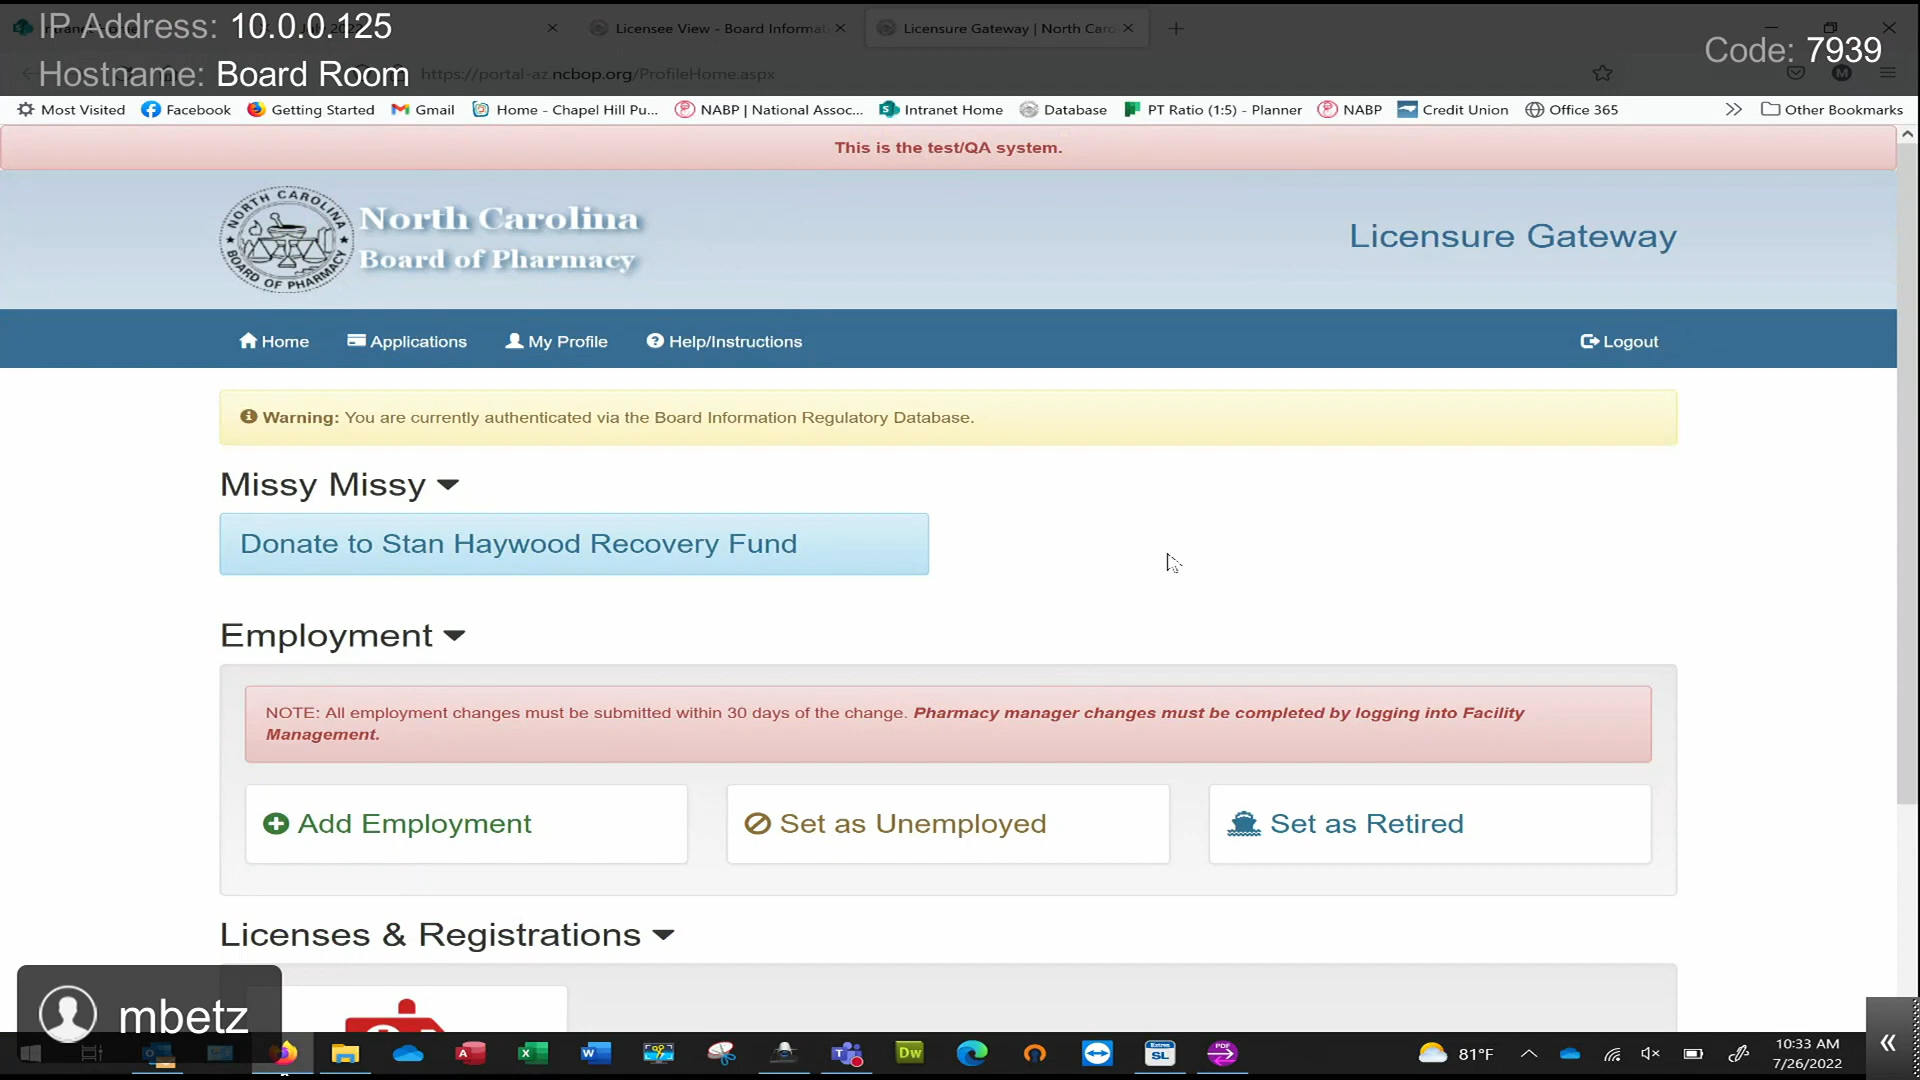 IP Address: 10.0.0.125
Code: 7939
Hostname: Board Room
Licensee View - Board Informat
Licensure Gateway | North Caro
https://portal-az.ncbop.org/ProfileHome.aspx
Most Visited Facebook Getting Started Gmail Home - Chapel Hill Pu... NABP | National Assoc... Intranet Home Database PT Ratio (1:5) - Planner NABP Credit Union Office 365 Other Bookmarks
This is the test/QA system.
NORTH CAROLINA
BOARD OF PHARMACY
North Carolina
Board of Pharmacy
Licensure Gateway
Home Applications My Profile Help/Instructions Logout
Warning: You are currently authenticated via the Board Information Regulatory Database.
Missy Missy
Donate to Stan Haywood Recovery Fund
Employment
NOTE: All employment changes must be submitted within 30 days of the change. Pharmacy manager changes must be completed by logging into Facility
Management.
Add Employment
Set as Unemployed
Set as Retired
Licenses & Registrations
mbetz
Dw
Extron
SL
PDF
81°F
10:33 AM
7/26/2022